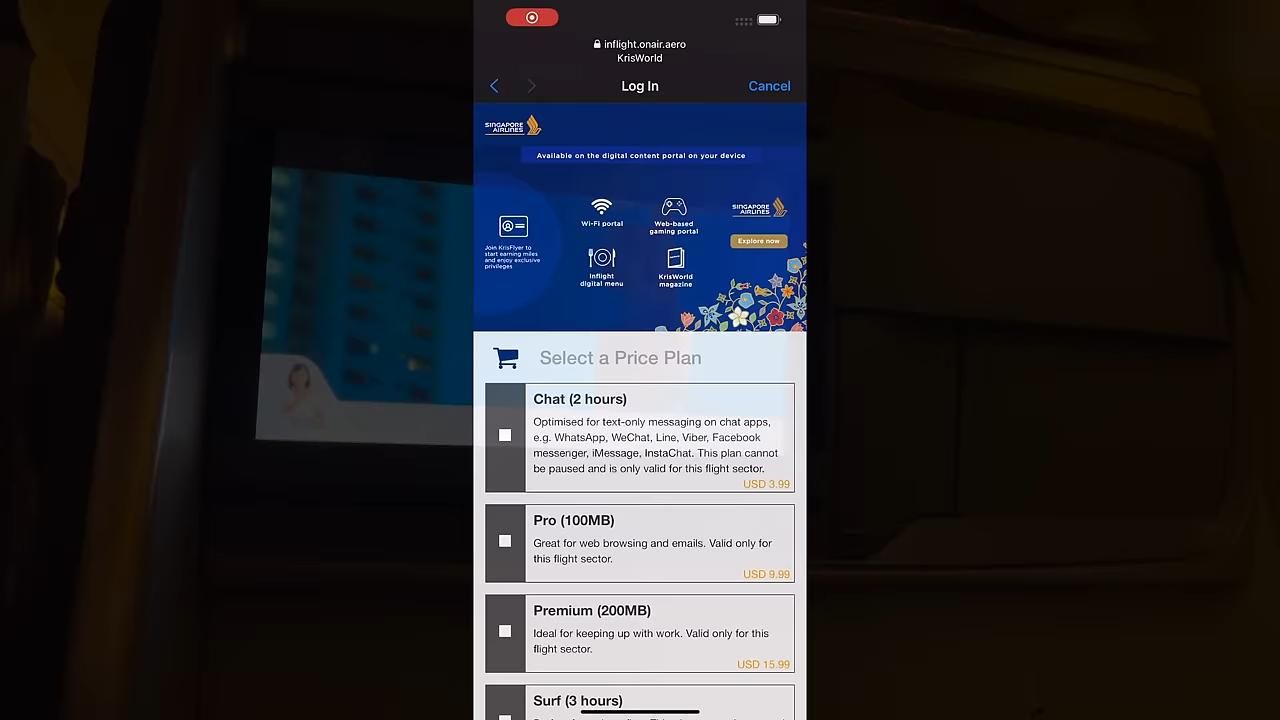 inflight.onair.aero
KrisWorld
Log In
Cancel
SINGAPORE
AIRLINES
Available on the digital content portal on your device
Join KrisFlyer to
start earning miles
and enjoy exclusive
privileges
Wi-Fi portal
Web-based
gaming portal
Inflight
digital menu
KrisWorld
magazine
SINGAPORE
AIRLINES
Explore now
Select a Price Plan
Chat (2 hours)
Optimised for text-only messaging on chat apps,
e.g. WhatsApp, WeChat, Line, Viber, Facebook
messenger, iMessage, InstaChat. This plan cannot
be paused and is only valid for this flight sector.
USD 3.99
Pro (100MB)
Great for web browsing and emails. Valid only for
this flight sector.
USD 9.99
Premium (200MB)
Ideal for keeping up with work. Valid only for this
flight sector.
USD 15.99
Surf (3 hours)